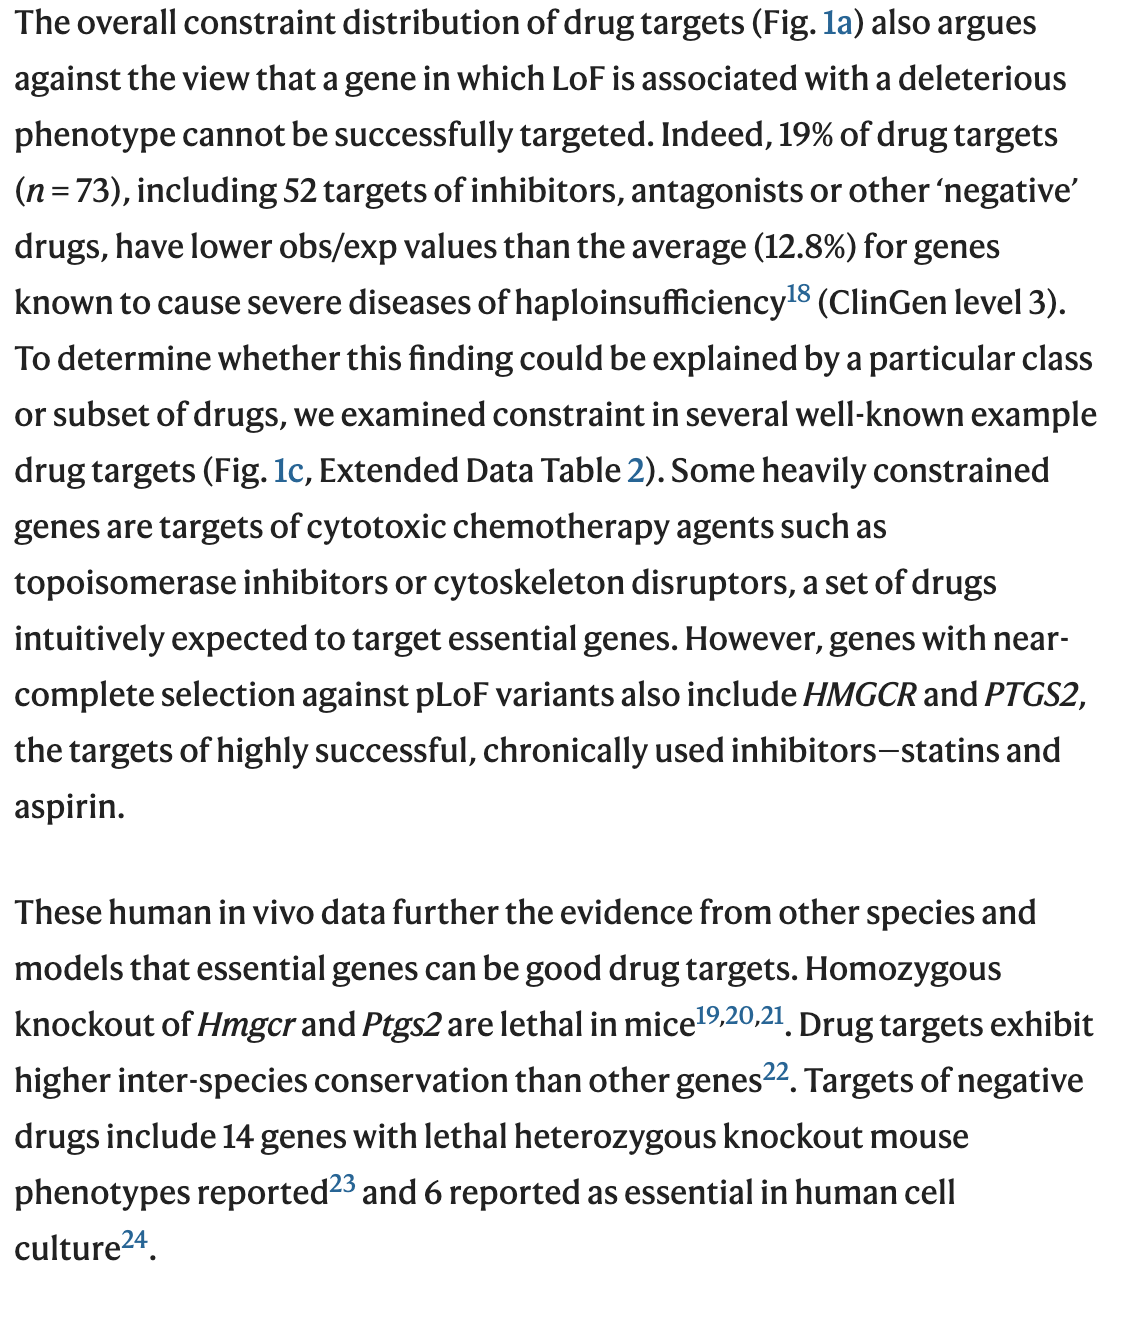 The overall constraint distribution of drug targets (Fig. 1a) also argues
against the view that a gene in which LoF is associated with a deleterious
phenotype cannot be successfully targeted. Indeed, 19% of drug targets
(n = 73), including 52 targets of inhibitors, antagonists or other ‘negative’
drugs, have lower obs/exp values than the average (12.8%) for genes
known to cause severe diseases of haploinsufficiency18 (ClinGen level 3).
To determine whether this finding could be explained by a particular class
or subset of drugs, we examined constraint in several well-known example
drug targets (Fig. 1c, Extended Data Table 2). Some heavily constrained
genes are targets of cytotoxic chemotherapy agents such as
topoisomerase inhibitors or cytoskeleton disruptors, a set of drugs
intuitively expected to target essential genes. However, genes with near-
complete selection against pLoF variants also include HMGCR and PTGS2,
the targets of highly successful, chronically used inhibitors—statins and
aspirin.
These human in vivo data further the evidence from other species and
models that essential genes can be good drug targets. Homozygous
knockout of Hmgcr and Ptgs2 are lethal in mice19,20,21. Drug targets exhibit
higher inter-species conservation than other genes22. Targets of negative
drugs include 14 genes with lethal heterozygous knockout mouse
phenotypes reported23 and 6 reported as essential in human cell
culture24.